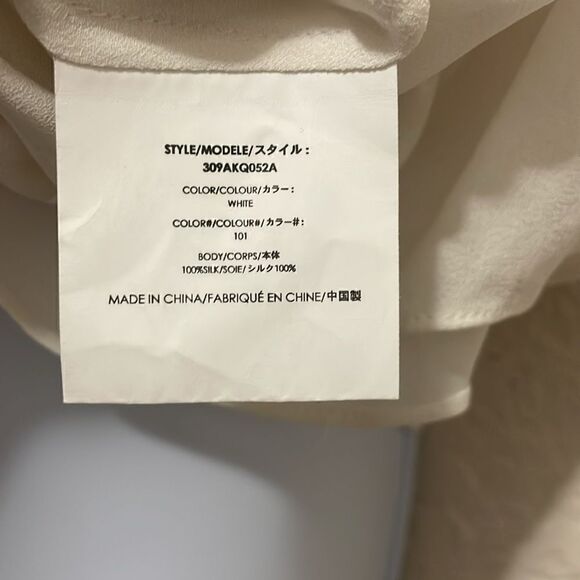 STYLE/MODELE/スタイル :
309AKQ052A
COLOR/COLOUR/カラー :
WHITE
COLOR#/COLOUR#/カラー#:
101
BODY/CORPS/本体
100%SILK/SOIE/シルク100%
MADE IN CHINA/FABRIQUÉ EN CHINE/中国製